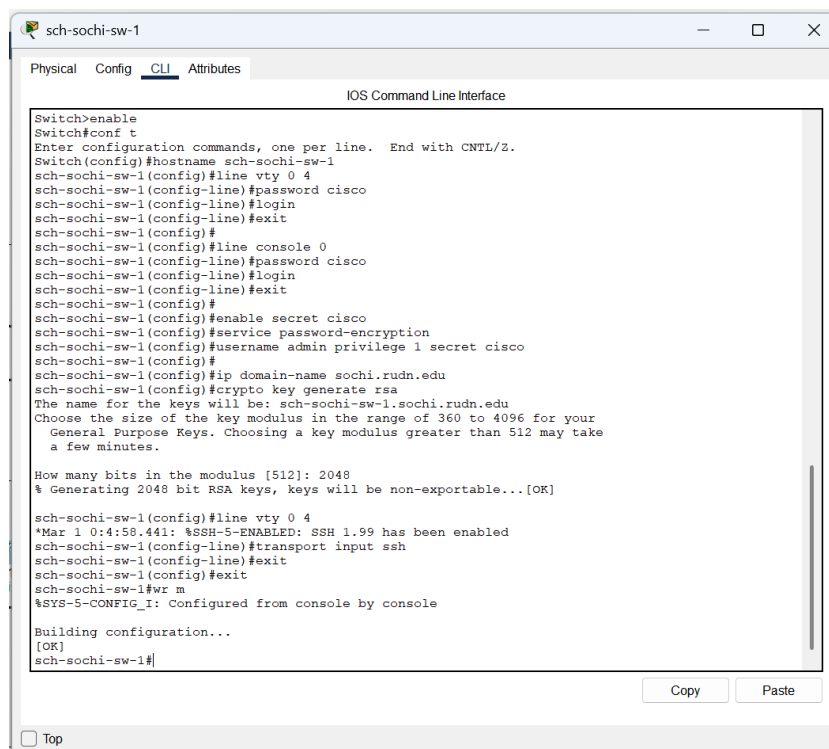 sch-sochi-sw-1
Physical Config CLI Attributes
IOS Command Line Interface
Switch>enable
Switch#conf t
Enter configuration commands, one per line.  End with CNTL/Z.
Switch(config)#hostname sch-sochi-sw-1
sch-sochi-sw-1(config)#line vty 0 4
sch-sochi-sw-1(config-line)#password cisco
sch-sochi-sw-1(config-line)#login
sch-sochi-sw-1(config-line)#exit
sch-sochi-sw-1(config)#
sch-sochi-sw-1(config)#line console 0
sch-sochi-sw-1(config-line)#password cisco
sch-sochi-sw-1(config-line)#login
sch-sochi-sw-1(config-line)#exit
sch-sochi-sw-1(config)#
sch-sochi-sw-1(config)#enable secret cisco
sch-sochi-sw-1(config)#service password-encryption
sch-sochi-sw-1(config)#username admin privilege 1 secret cisco
sch-sochi-sw-1(config)#
sch-sochi-sw-1(config)#ip domain-name sochi.rudn.edu
sch-sochi-sw-1(config)#crypto key generate rsa
The name for the keys will be: sch-sochi-sw-1.sochi.rudn.edu
Choose the size of the key modulus in the range of 360 to 4096 for your
  General Purpose Keys. Choosing a key modulus greater than 512 may take
  a few minutes.
How many bits in the modulus [512]: 2048
% Generating 2048 bit RSA keys, keys will be non-exportable...[OK]
sch-sochi-sw-1(config)#line vty 0 4
*Mar 1 0:4:58.441: %SSH-5-ENABLED: SSH 1.99 has been enabled
sch-sochi-sw-1(config-line)#transport input ssh
sch-sochi-sw-1(config-line)#exit
sch-sochi-sw-1(config)#exit
sch-sochi-sw-1#wr m
%SYS-5-CONFIG_I: Configured from console by console
Building configuration...
[OK]
sch-sochi-sw-1#
Copy Paste
Top